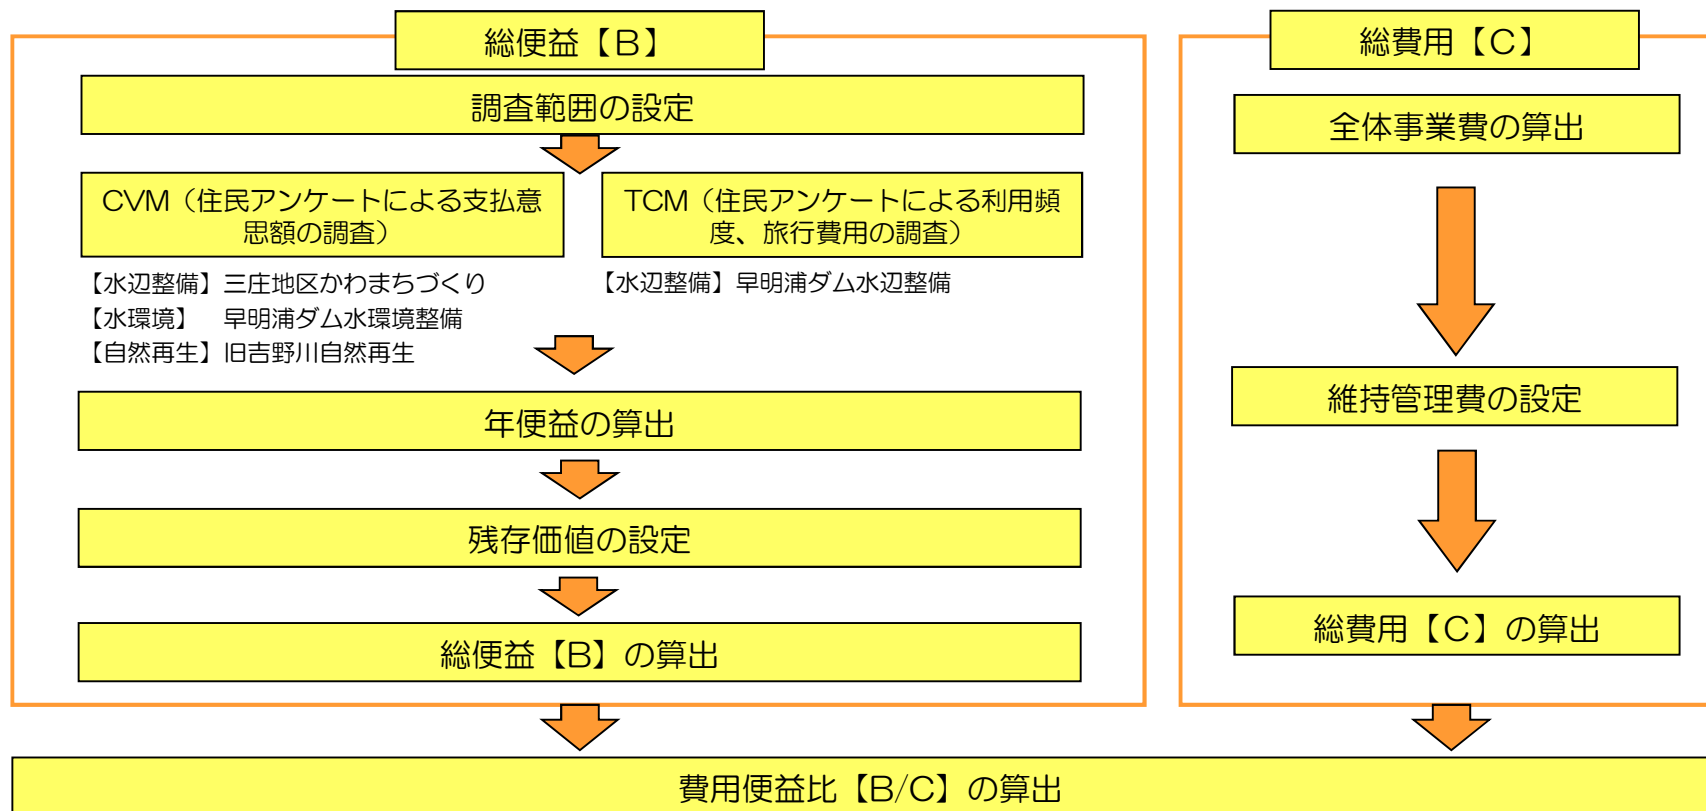 総便益【B】
調査範囲の設定
CVM（住民アンケートによる支払意
思額の調査）
TCM（住民アンケートによる利用頻
度、旅行費用の調査）
【水辺整備】三庄地区かわまちづくり
【水環境】　早明浦ダム水環境整備
【自然再生】旧吉野川自然再生
【水辺整備】早明浦ダム水辺整備
年便益の算出
残存価値の設定
総便益【B】の算出
総費用【C】
全体事業費の算出
維持管理費の設定
総費用【C】の算出
費用便益比【B/C】の算出